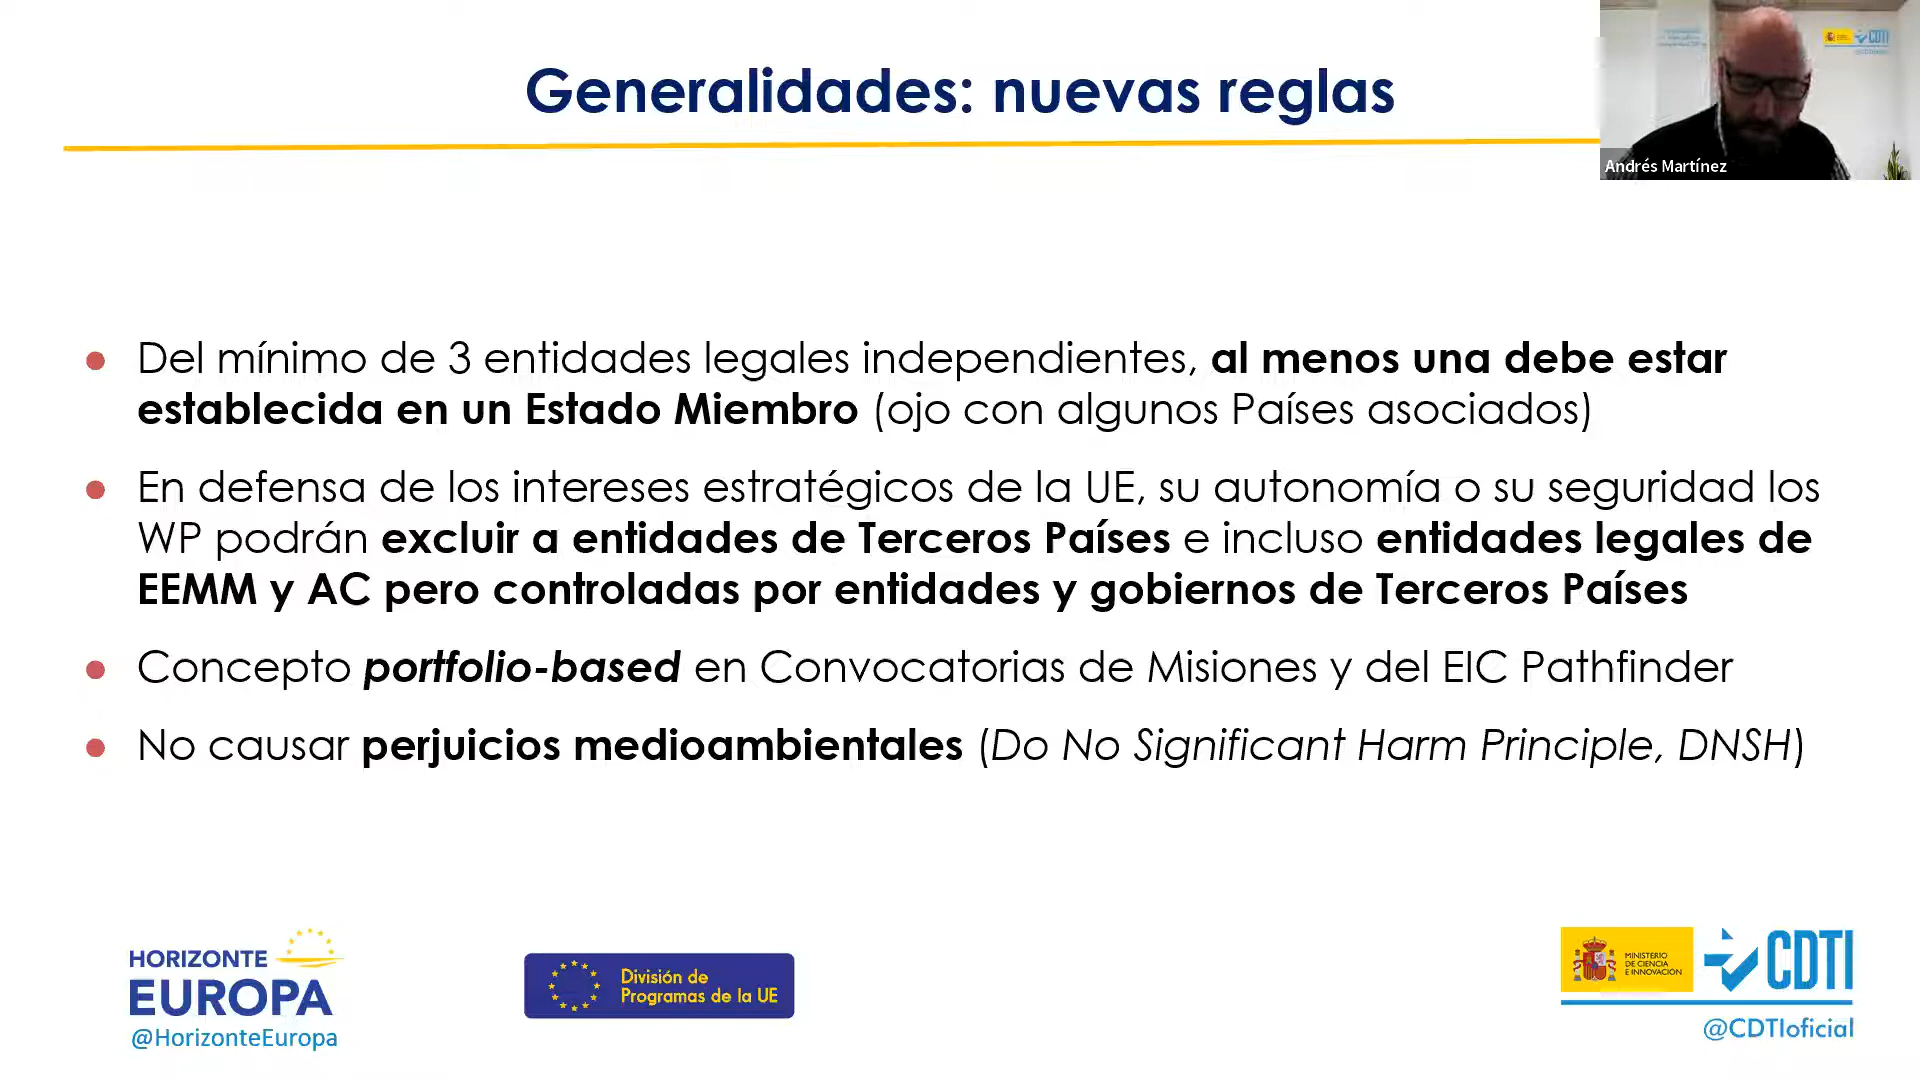 Generalidades: nuevas reglas
CDTI
Andrés Martínez
Del mínimo de 3 entidades legales independientes, al menos una debe estar
establecida en un Estado Miembro (ojo con algunos Países asociados)
En defensa de los intereses estratégicos de la UE, su autonomía o su seguridad los
WP podrán excluir a entidades de Terceros Países e incluso entidades legales de
EEMM y AC pero controladas por entidades y gobiernos de Terceros Países
Concepto portfolio-based en Convocatorias de Misiones y del EIC Pathfinder
No causar perjuicios medioambientales (Do No Significant Harm Principle, DNSH)
HORIZONTE
EUROPA
@HorizonteEuropa
División de
Programas de la UE
MINISTERIO
DE CIENCIA
E INNOVACIÓN
CDTI
@CDTIoficial